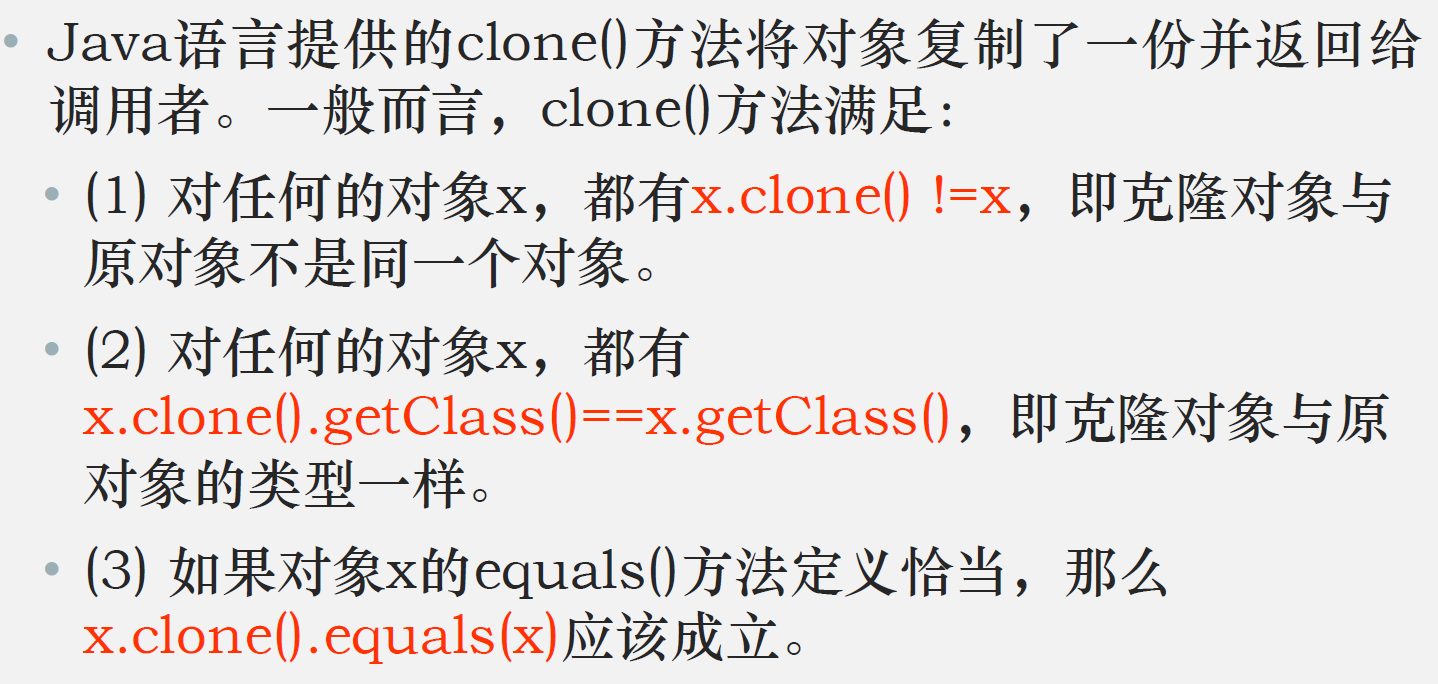 • Java语言提供的clone()方法将对象复制了一份并返回给
调用者。一般而言，clone()方法满足:
• (1) 对任何的对象x，都有x.clone() !=x，即克隆对象与
原对象不是同一个对象。
• (2) 对任何的对象x，都有
x.clone().getClass()==x.getClass()，即克隆对象与原
对象的类型一样。
• (3) 如果对象x的equals()方法定义恰当，那么
x.clone().equals(x)应该成立。